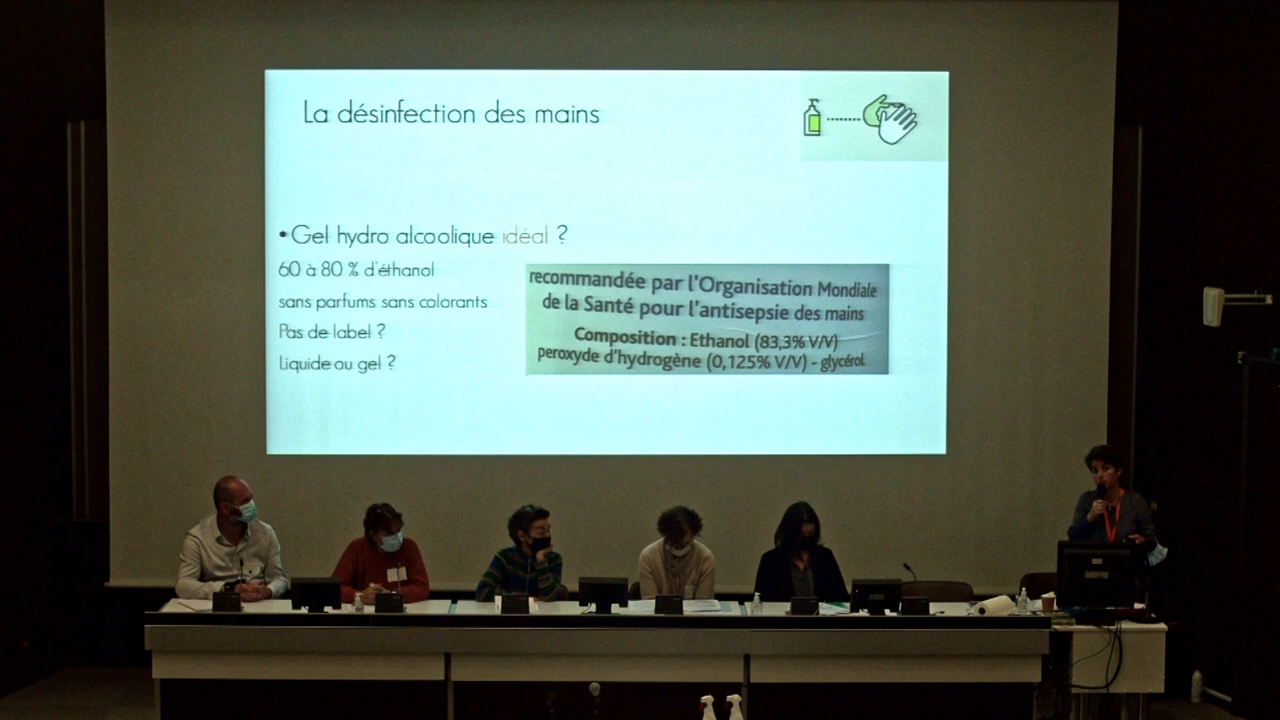 La désinfection des mains
•Gel hydro alcoolique idéal ?
60 à 80 % d'éthanol
sans parfums sans colorants
Pas de label ?
Liquide ou gel ?
recommandée par l'Organisation Mondiale
de la Santé pour l'antisepsie des mains
Composition : Ethanol (83,3% V/V)
peroxyde d'hydrogène (0,125% V/V) - glycérol.